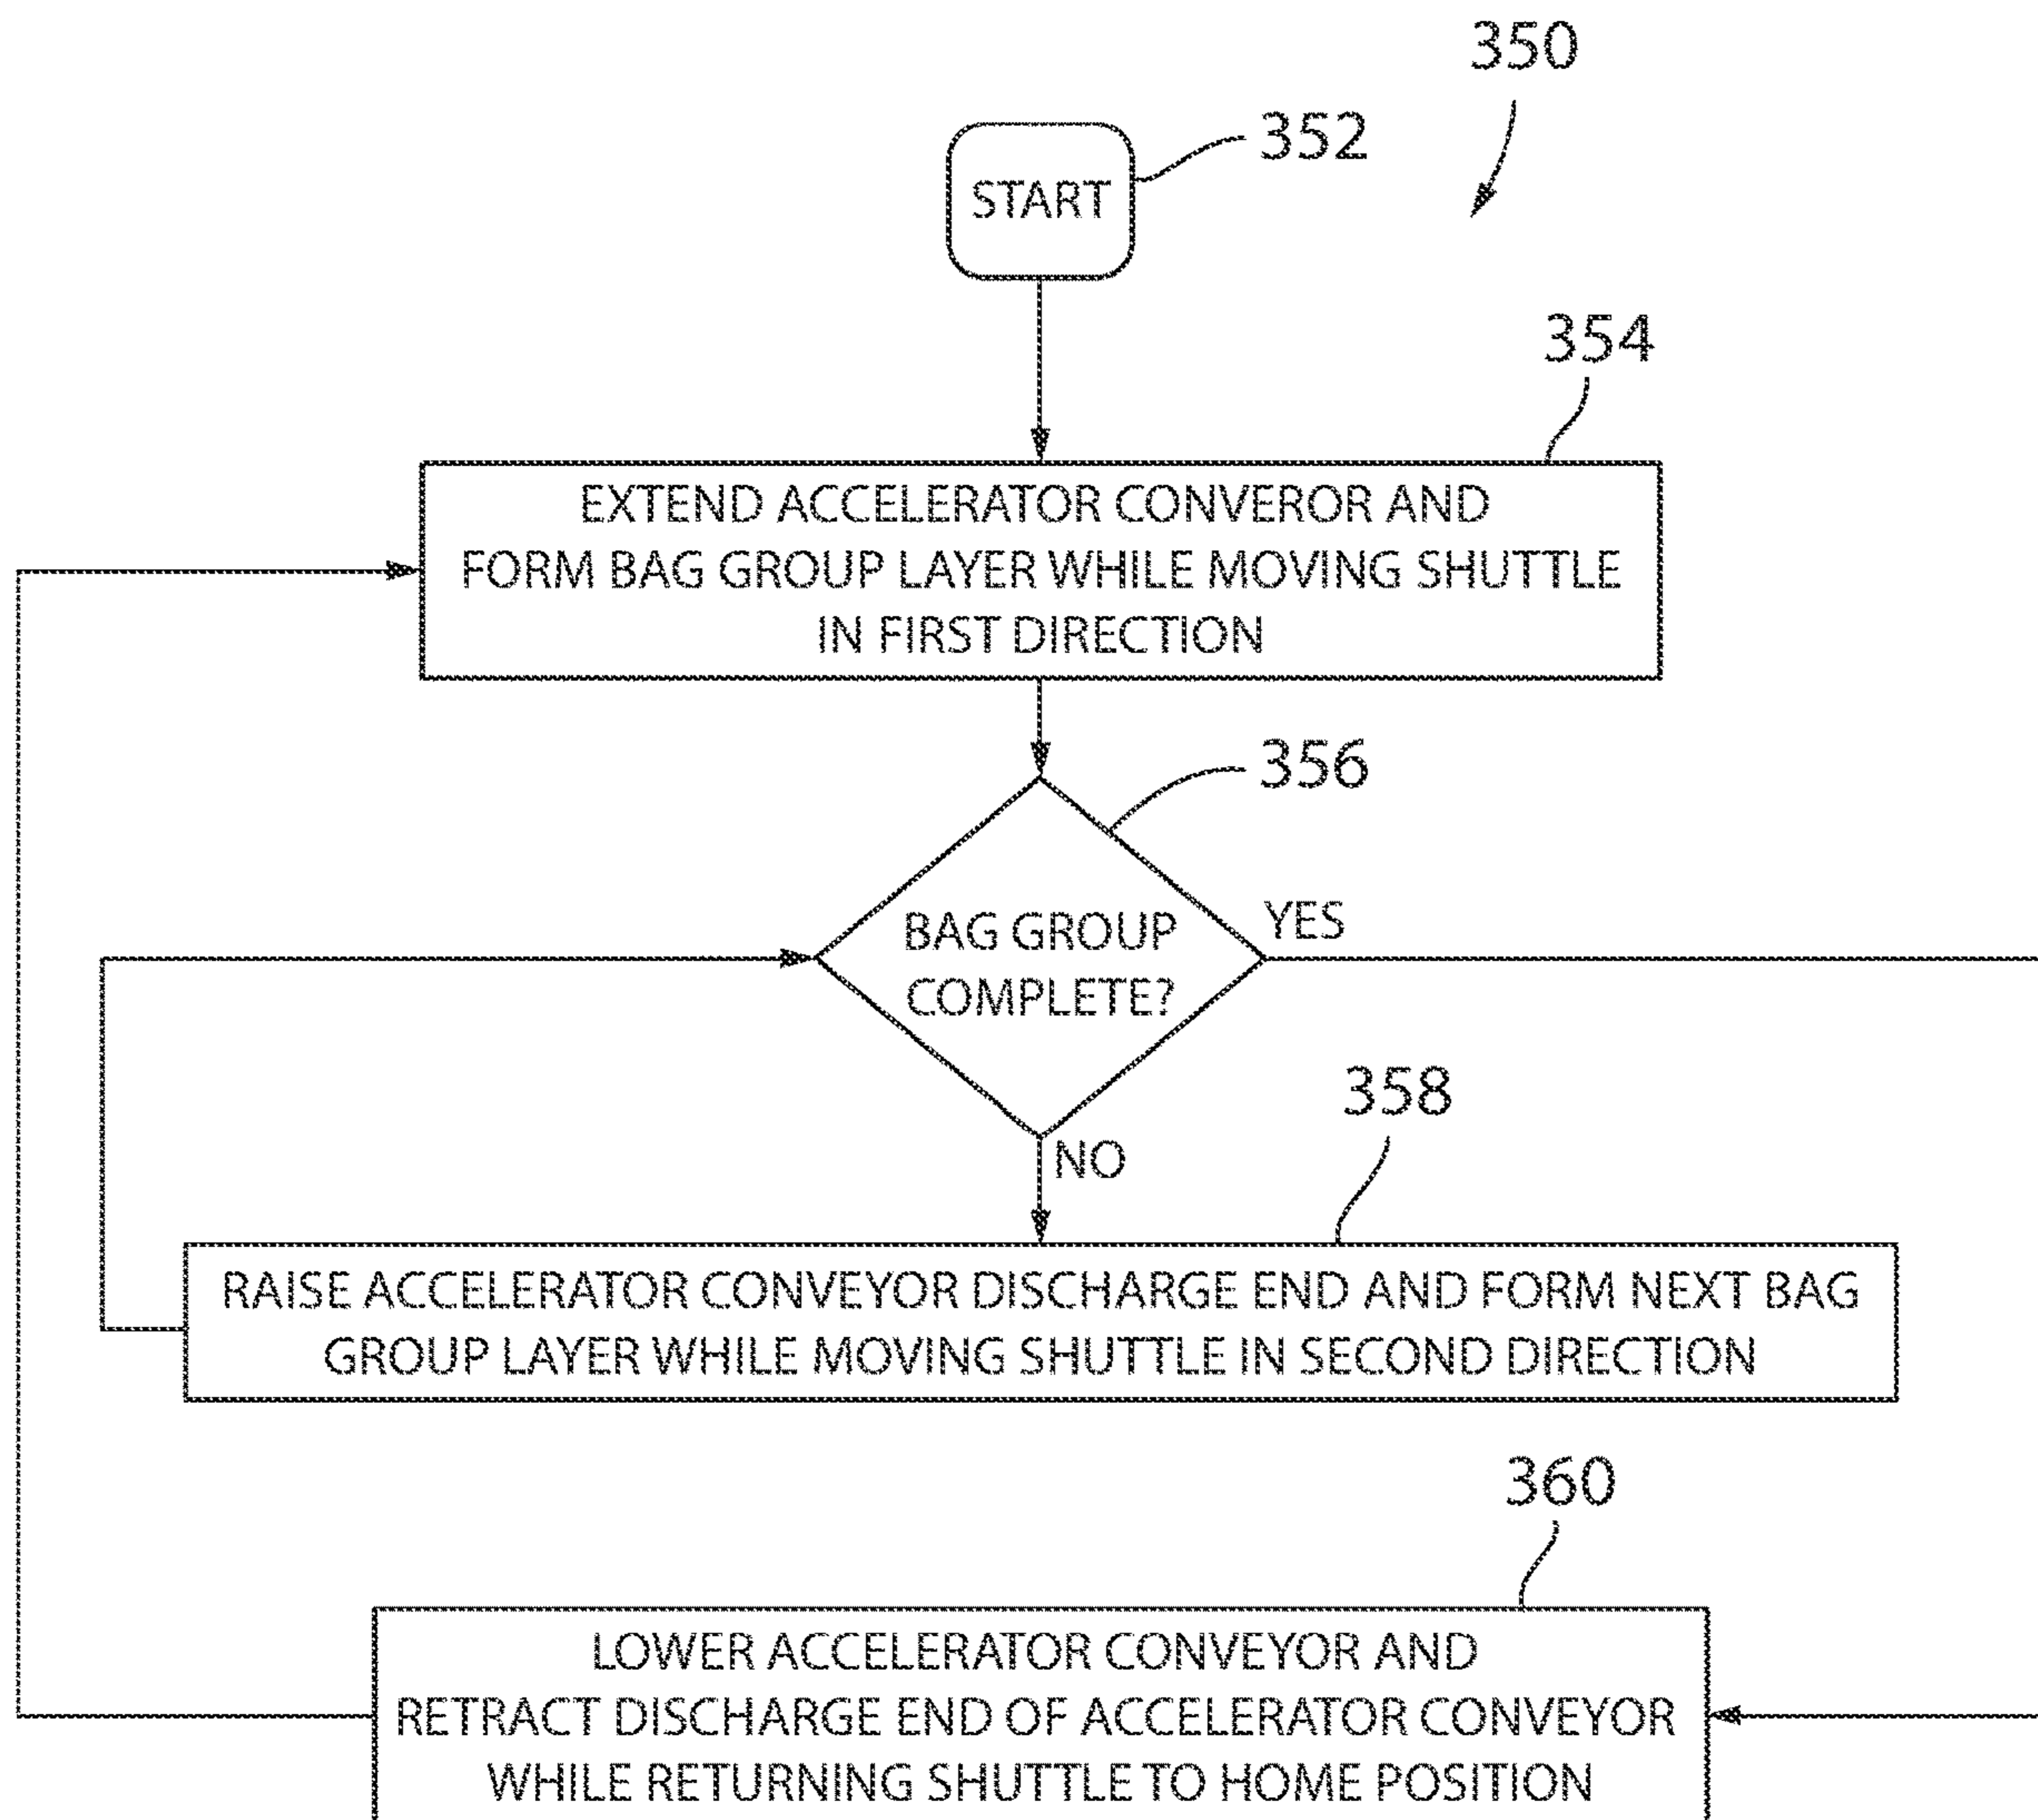 350
352
START
354
EXTEND ACCELERATOR CONVEROR AND
FORM BAG GROUP LAYER WHILE MOVING SHUTTLE
IN FIRST DIRECTION
356
BAG GROUP
COMPLETE?
YES
NO
358
RAISE ACCELERATOR CONVEYOR DISCHARGE END AND FORM NEXT BAG
GROUP LAYER WHILE MOVING SHUTTLE IN SECOND DIRECTION
360
LOWER ACCELERATOR CONVEYOR AND
RETRACT DISCHARGE END OF ACCELERATOR CONVEYOR
WHILE RETURNING SHUTTLE TO HOME POSITION